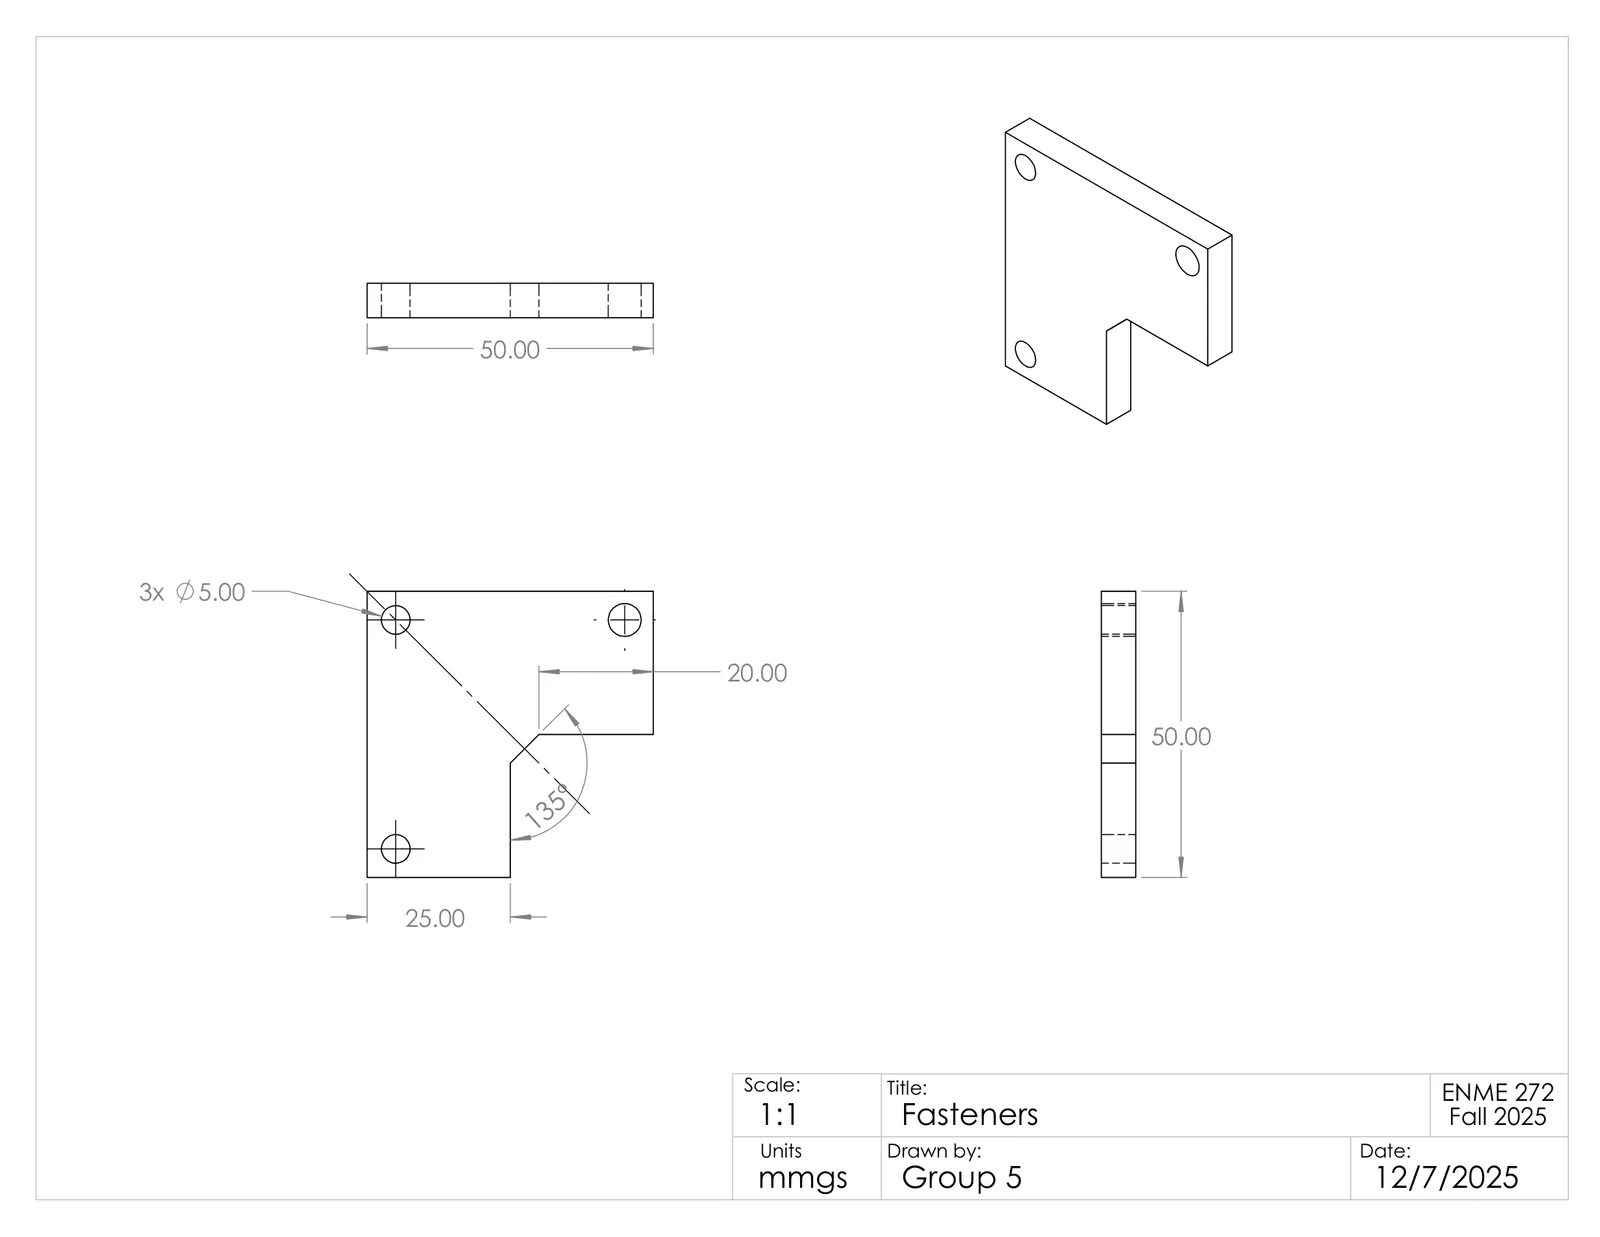 50.00
3x ∅5.00
20.00
135°
50.00
25.00
Scale:
1:1
Title:
Fasteners
ENME 272
Fall 2025
Units
mmgs
Drawn by:
Group 5
Date:
12/7/2025